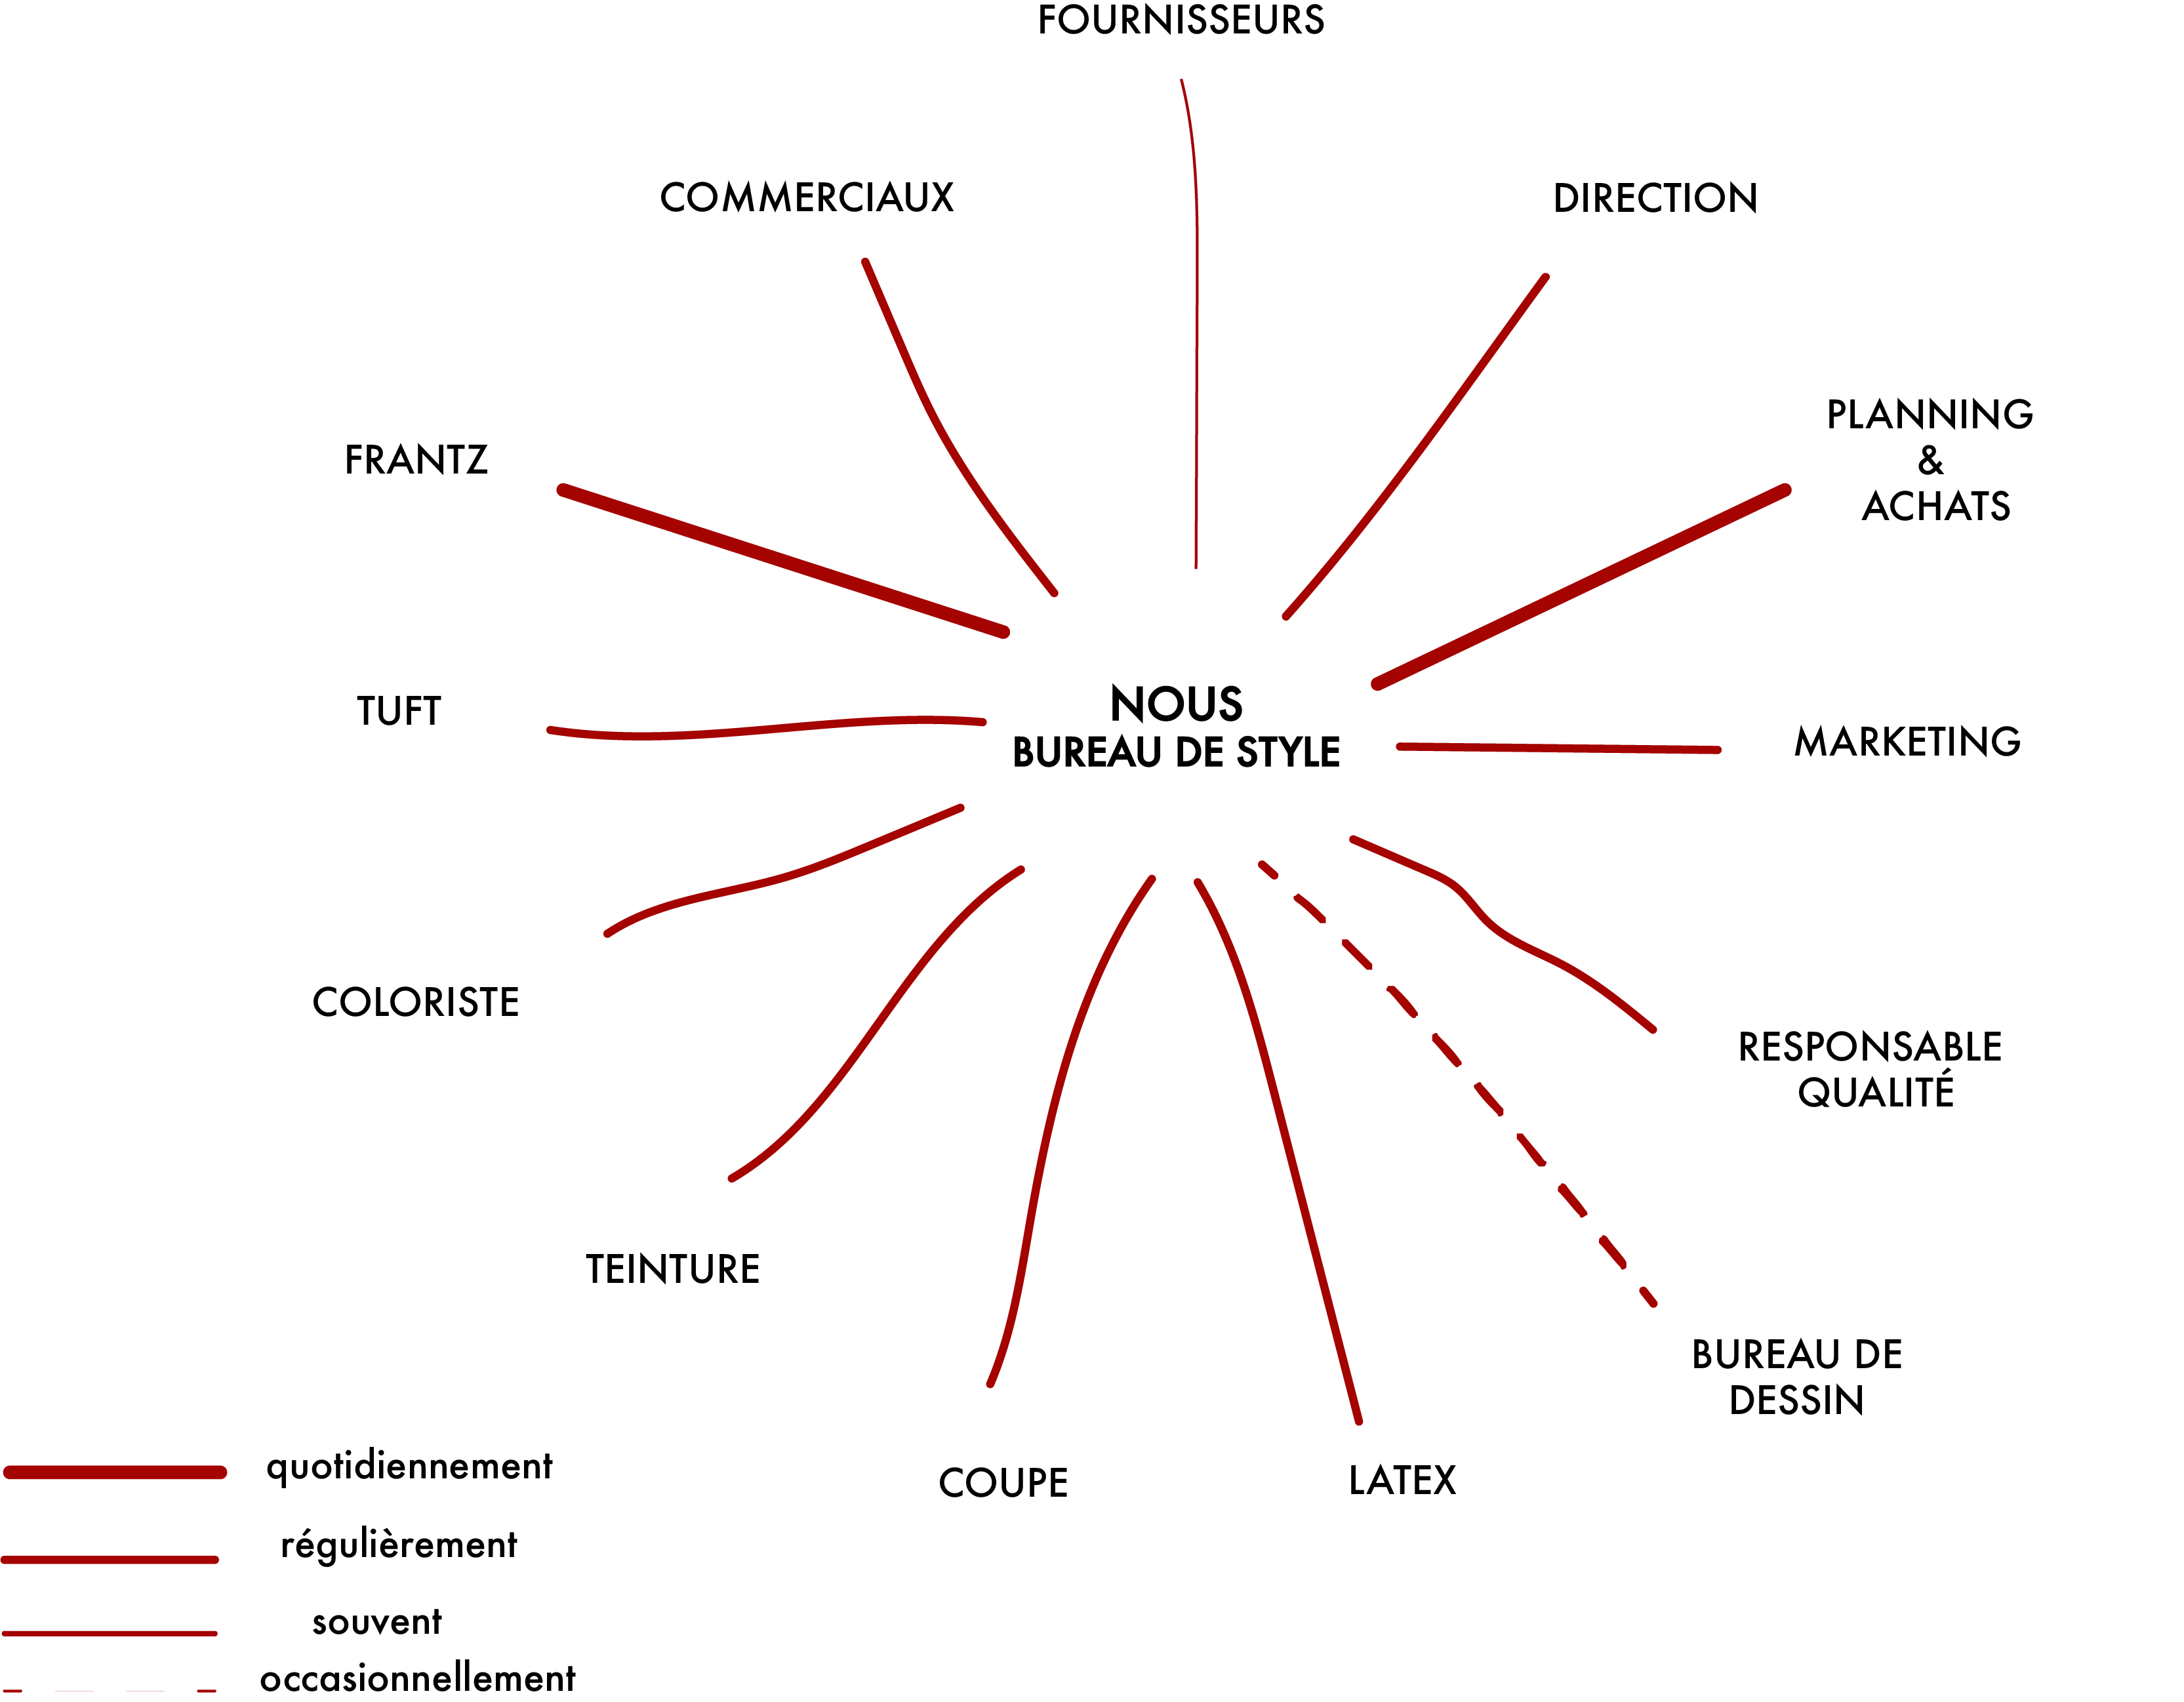 FOURNISSEURS
COMMERCIAUX
DIRECTION
PLANNING
&
ACHATS
FRANTZ
NOUS
BUREAU DE STYLE
TUFT
MARKETING
COLORISTE
RESPONSABLE
QUALITÉ
TEINTURE
BUREAU DE
DESSIN
COUPE
LATEX
quotidiennement
régulièrement
souvent
occasionnellement